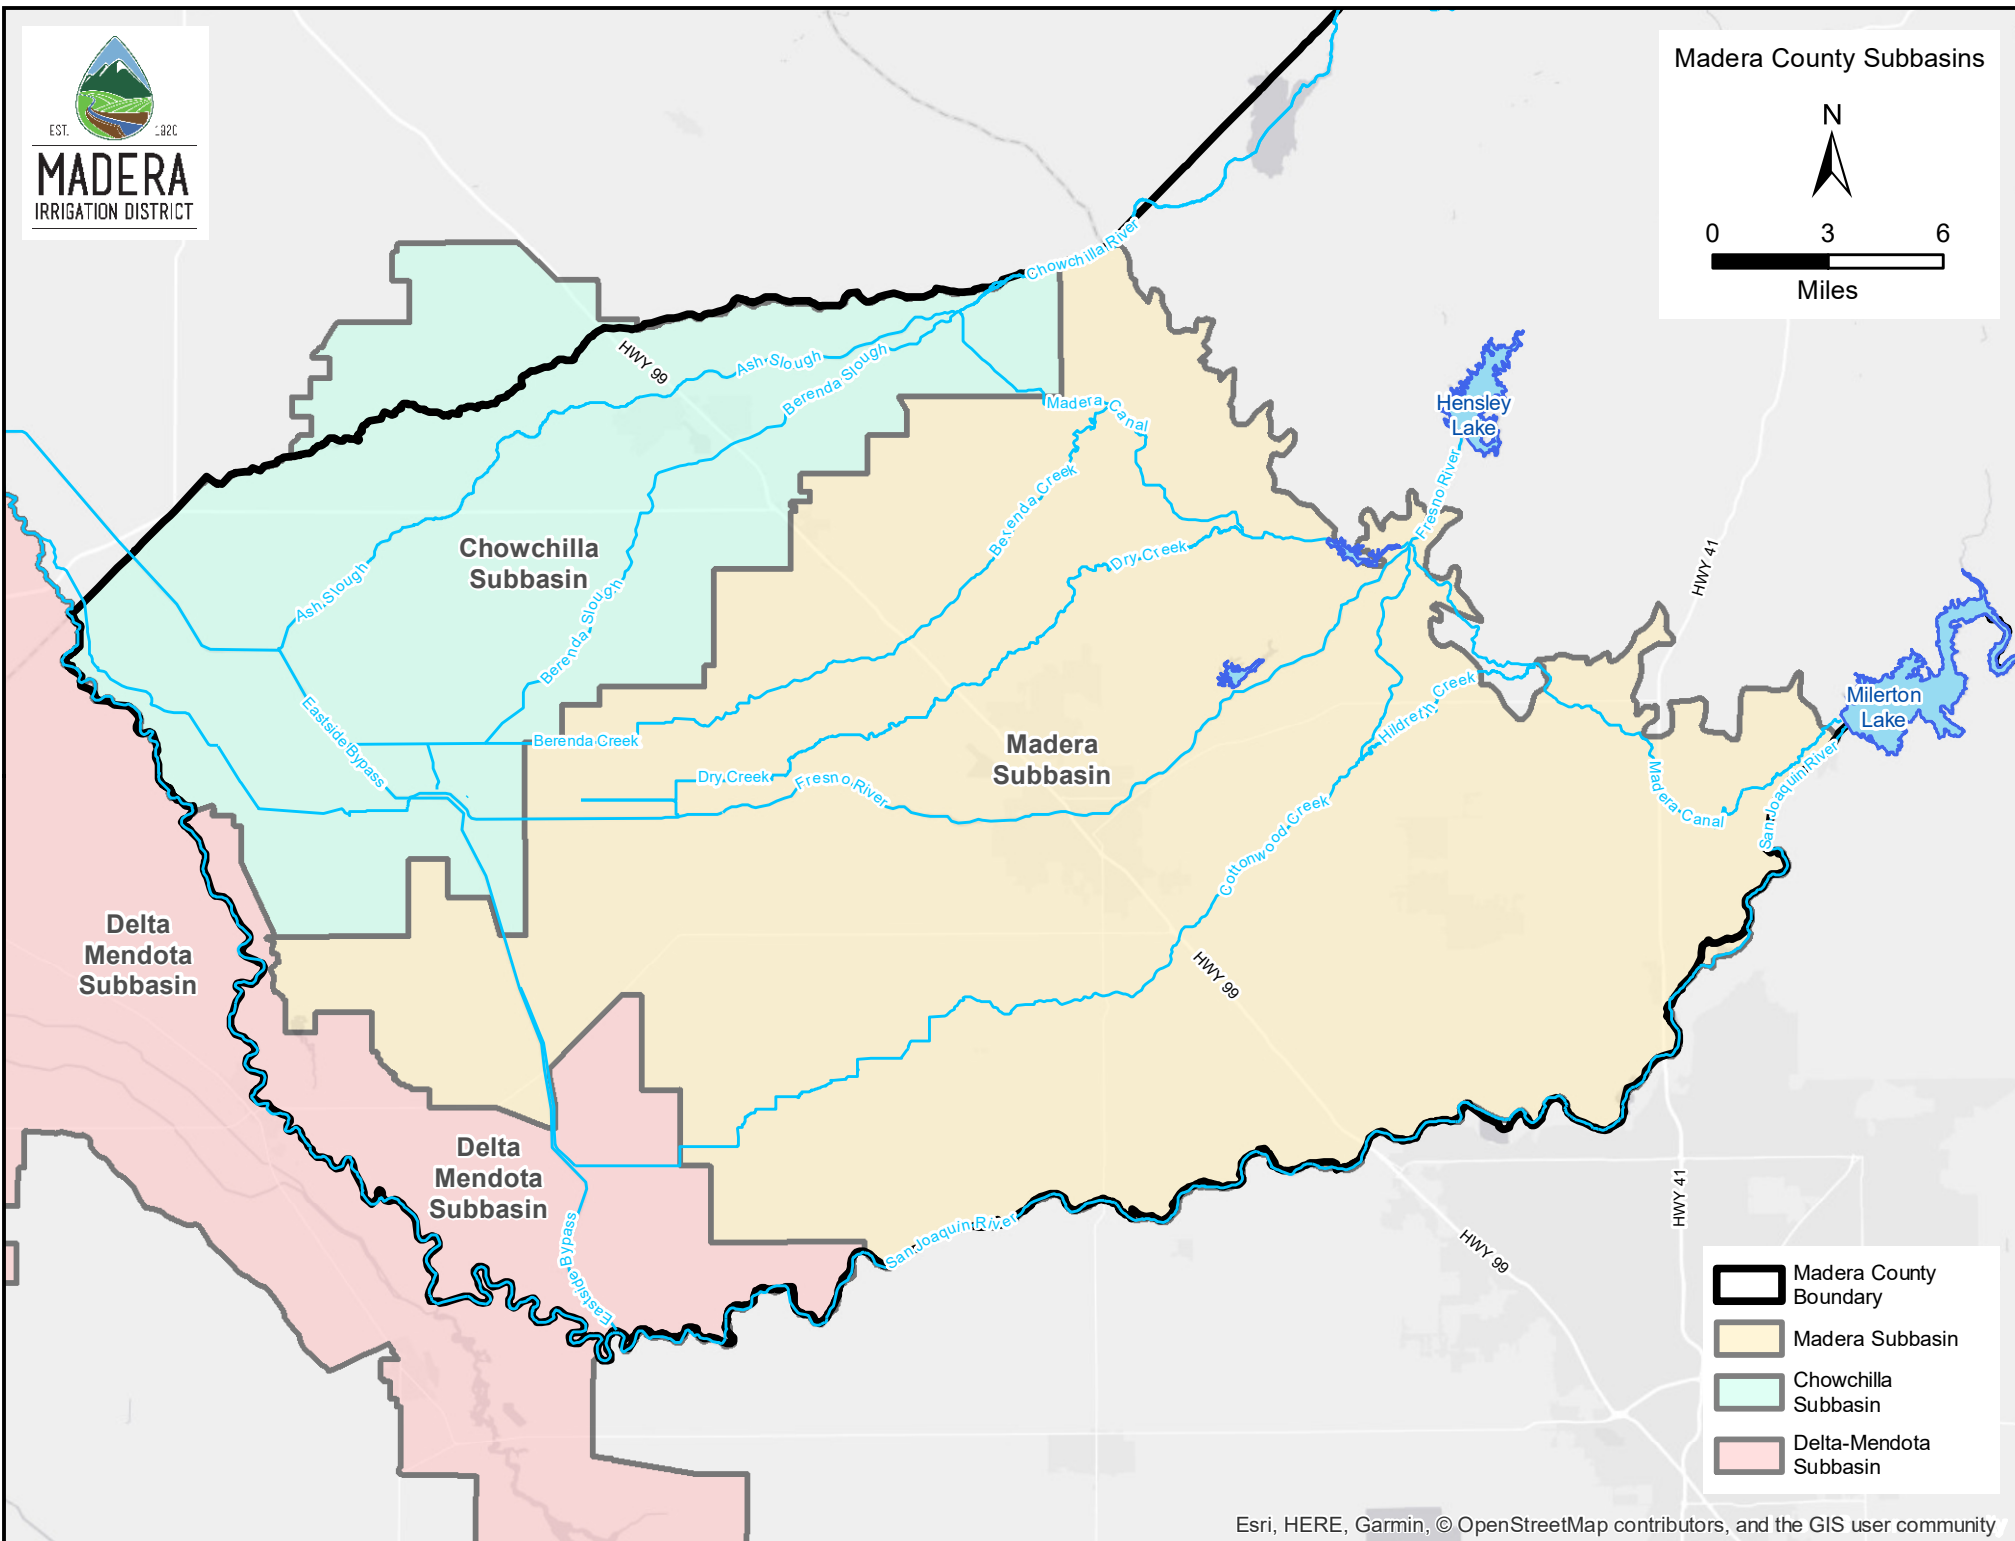 EST. 1920
MADERA
IRRIGATION DISTRICT
Madera County Subbasins
N
0 3 6
Miles
Chowchilla River
HWY 99
Ash Slough
Berenda Slough
Madera Canal
Hensley
Lake
Fresno River
Berenda Creek
Dry Creek
HWY 41
Chowchilla
Subbasin
Ash Slough
Berenda Slough
Eastside Bypass
Berenda Creek
Madera
Subbasin
Hildreth Creek
Milerton
Lake
Dry Creek
Fresno River
Madera Canal
San Joaquin River
Cottonwood Creek
Delta
Mendota
Subbasin
HWY 99
Delta
Mendota
Subbasin
Eastside Bypass
San Joaquin River
HWY 41
HWY 99
Madera County
Boundary
Madera Subbasin
Chowchilla
Subbasin
Delta-Mendota
Subbasin
Esri, HERE, Garmin, © OpenStreetMap contributors, and the GIS user community